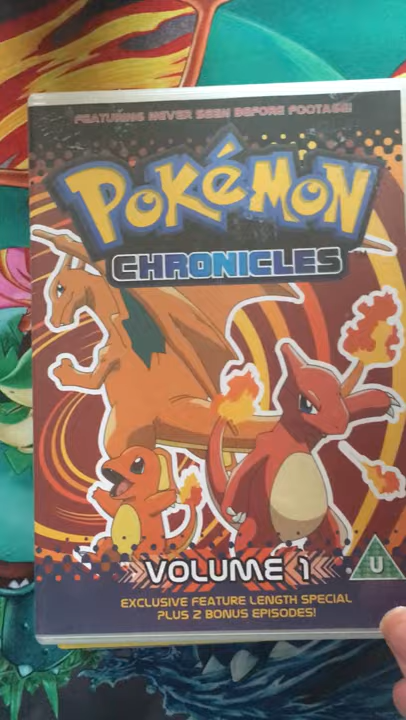 FEATURING NEVER SEEN BEFORE FOOTAGE!
POKéMON
CHRONICLES
VOLUME 1
U
EXCLUSIVE FEATURE LENGTH SPECIAL
PLUS 2 BONUS EPISODES!